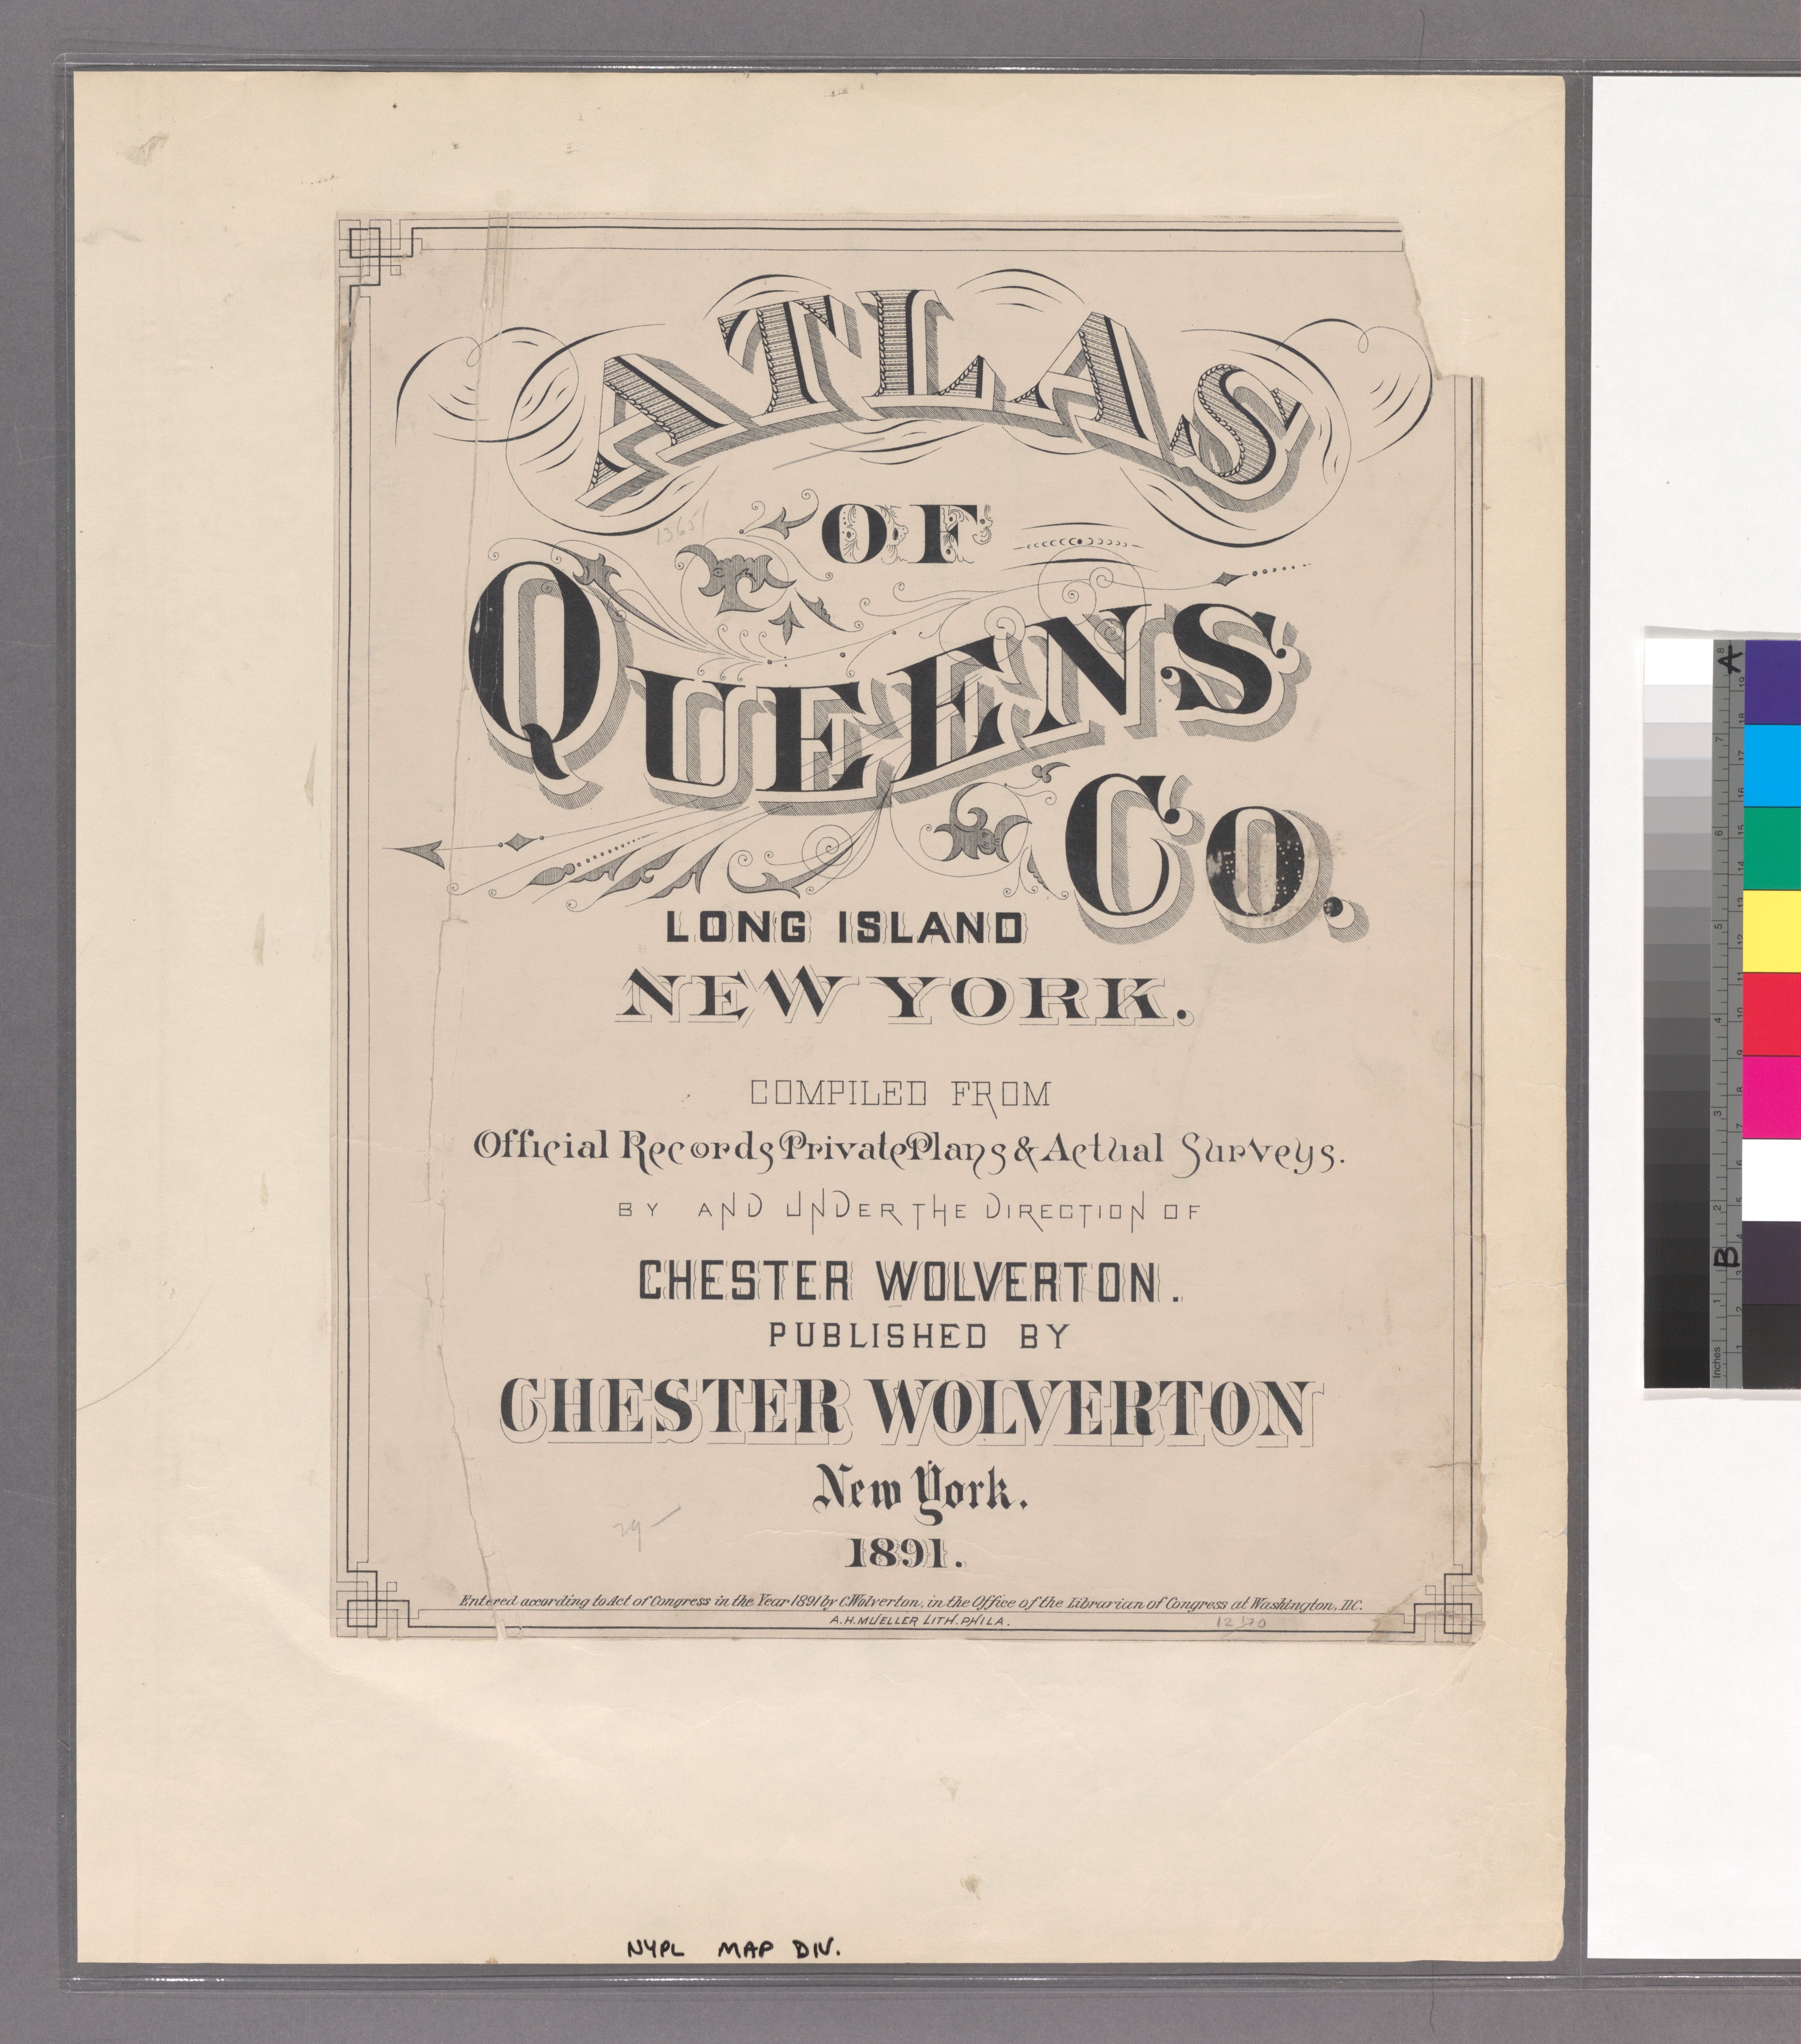 ATLAS
OF
QUEENS
CO.
LONG ISLAND
NEW YORK.
COMPILED FROM
Official Records Private Plans & Actual Surveys.
BY AND UNDER THE DIRECTION OF
CHESTER WOLVERTON.
PUBLISHED BY
CHESTER WOLVERTON
New York.
1891.
Entered according to Act of Congress in the Year 1891 by C. Wolverton, in the Office of the Librarian of Congress at Washington, D.C.
A.H. MUELLER LITH. PHILA.
NYPL MAP DIV.
A
B
Inches